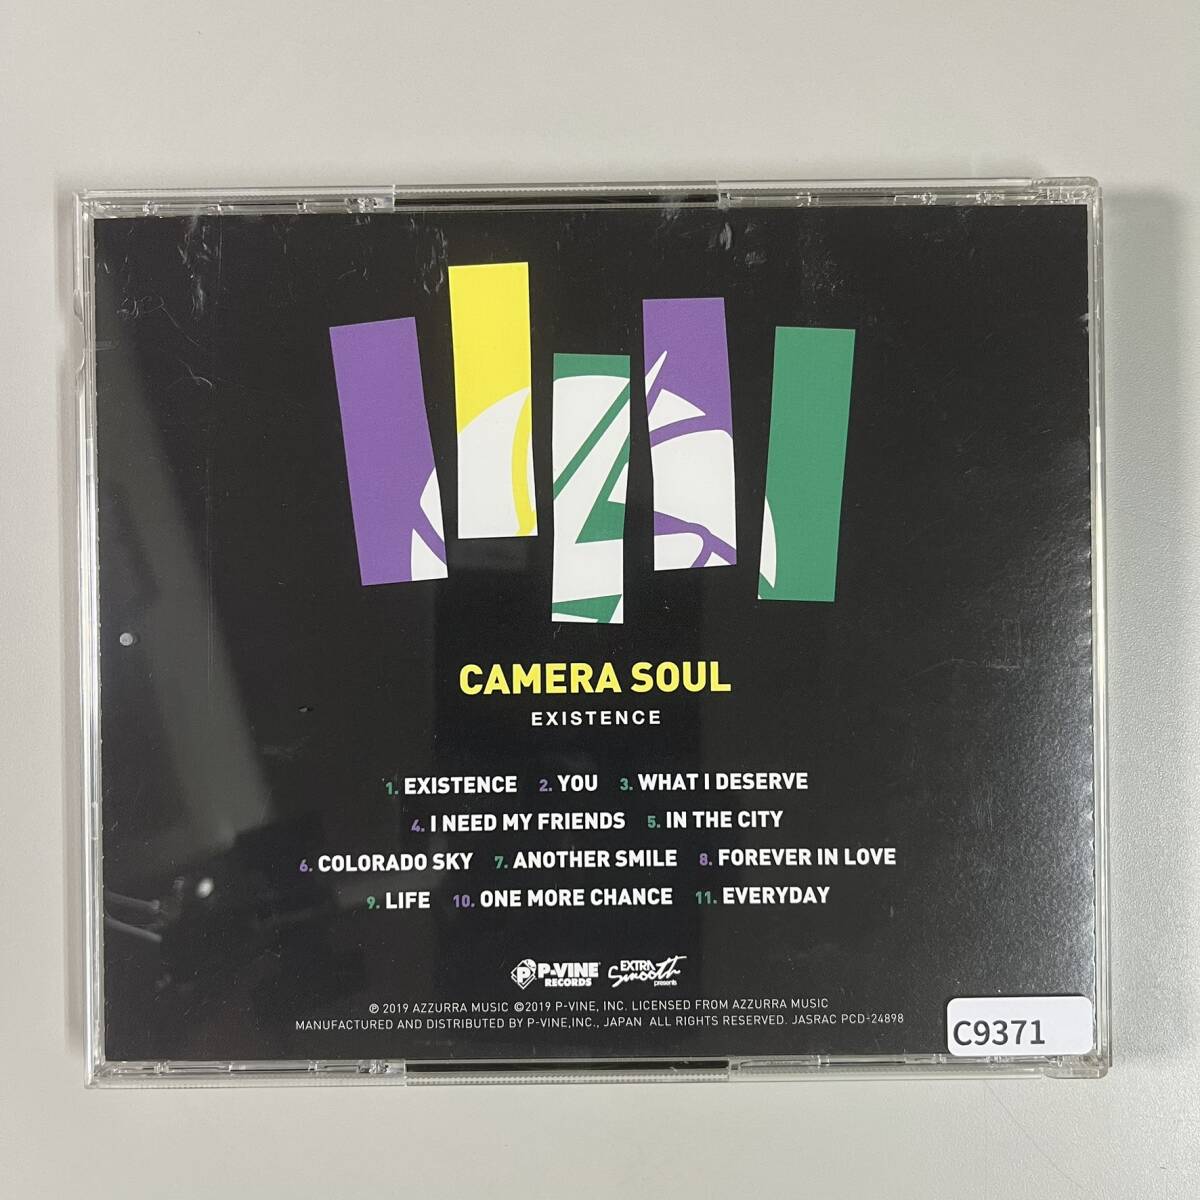 CAMERA SOUL
EXISTENCE
1. EXISTENCE 2. YOU 3. WHAT I DESERVE
4. I NEED MY FRIENDS 5. IN THE CITY
6. COLORADO SKY 7. ANOTHER SMILE 8. FOREVER IN LOVE
9. LIFE 10. ONE MORE CHANCE 11. EVERYDAY
P P-VINE RECORDS EXTRA Smooth presents
℗ 2019 AZZURRA MUSIC ©2019 P-VINE, INC. LICENSED FROM AZZURRA MUSIC
MANUFACTURED AND DISTRIBUTED BY P-VINE,INC., JAPAN ALL RIGHTS RESERVED. JASRAC PCD-24898
C9371